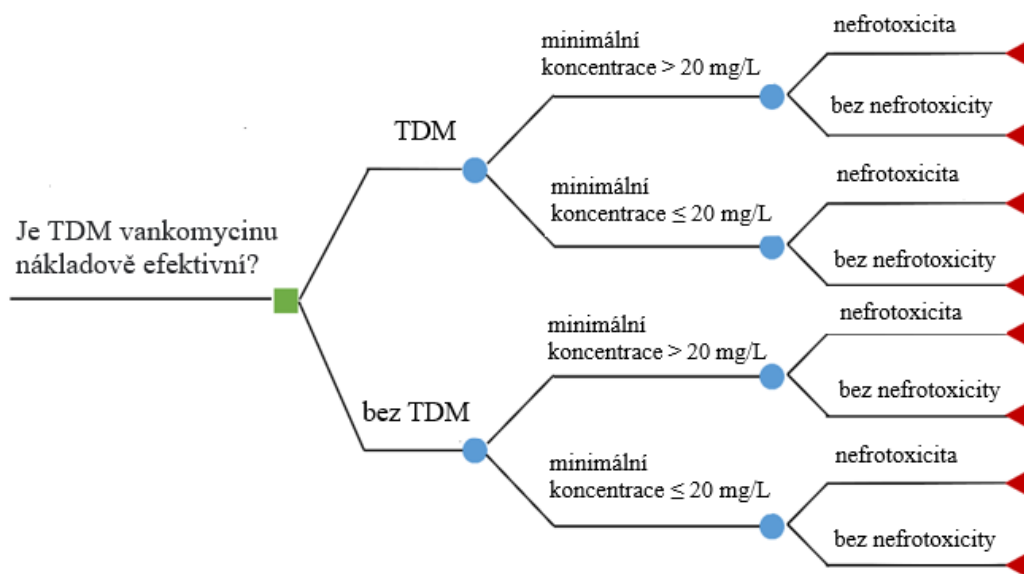 Je TDM vankomycinu
nákladově efektivní?
TDM
minimální
koncentrace > 20 mg/L
nefrotoxicita
bez nefrotoxicity
minimální
koncentrace ≤ 20 mg/L
nefrotoxicita
bez nefrotoxicity
bez TDM
minimální
koncentrace > 20 mg/L
nefrotoxicita
bez nefrotoxicity
minimální
koncentrace ≤ 20 mg/L
nefrotoxicita
bez nefrotoxicity